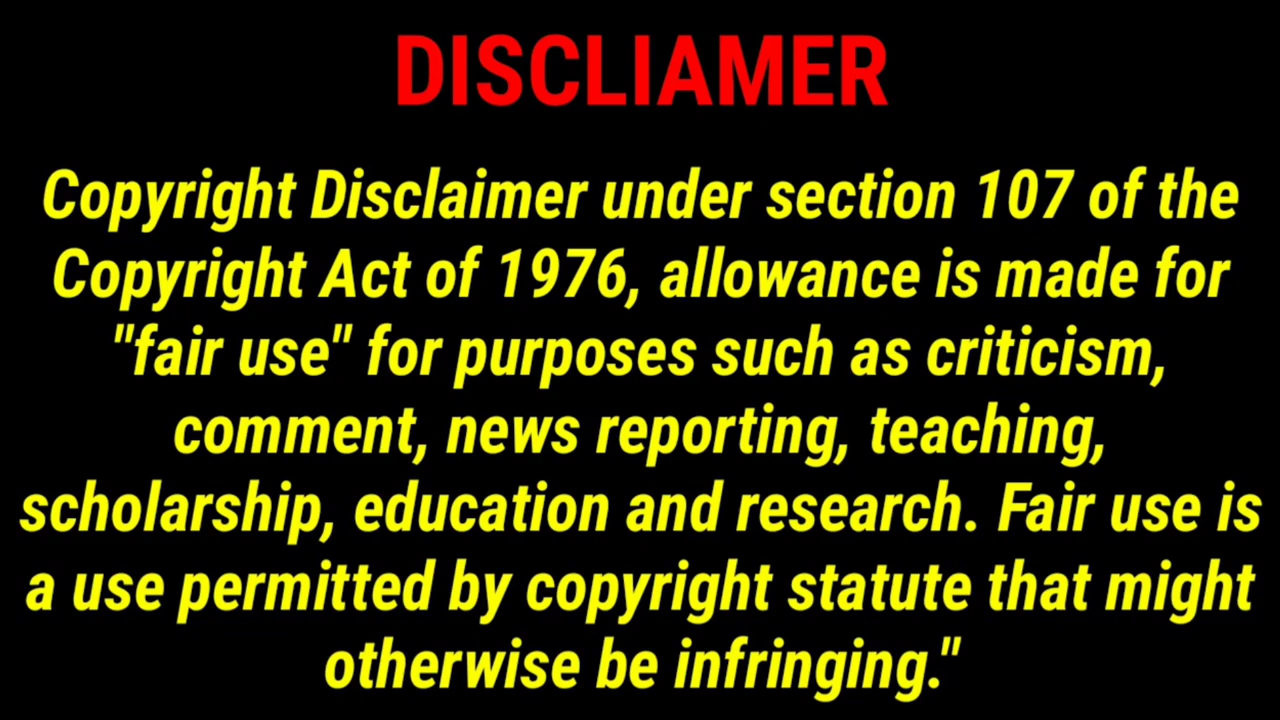 DISCLIAMER
Copyright Disclaimer under section 107 of the
Copyright Act of 1976, allowance is made for
"fair use" for purposes such as criticism,
comment, news reporting, teaching,
scholarship, education and research. Fair use is
a use permitted by copyright statute that might
otherwise be infringing."